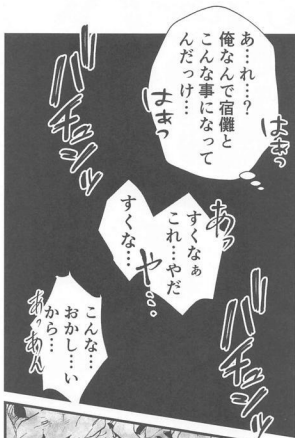 あ…れ…?
俺なんで宿儺と
こんな事になって
んだっけ…
はぁっ
はぁっ
バチュンッ
あっ
すくなぁ
これ…やだ
や…
すくな…
バチュンッ
こんな…
おかし…い
から…
あっあん